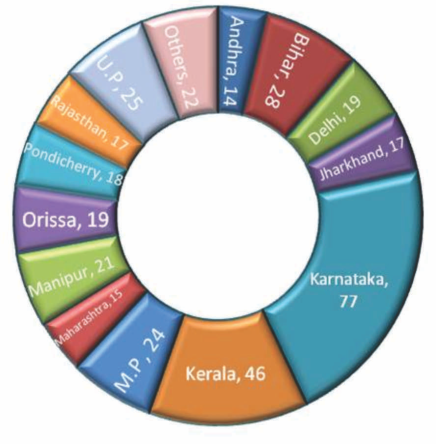 Andhra, 14
Bihar, 28
Delhi, 19
Jharkhand, 17
Karnataka,
77
Kerala, 46
M.P, 24
Maharashtra, 15
Manipur, 21
Orissa, 19
Pondicherry, 18
Rajasthan, 17
U.P, 25
Others, 22